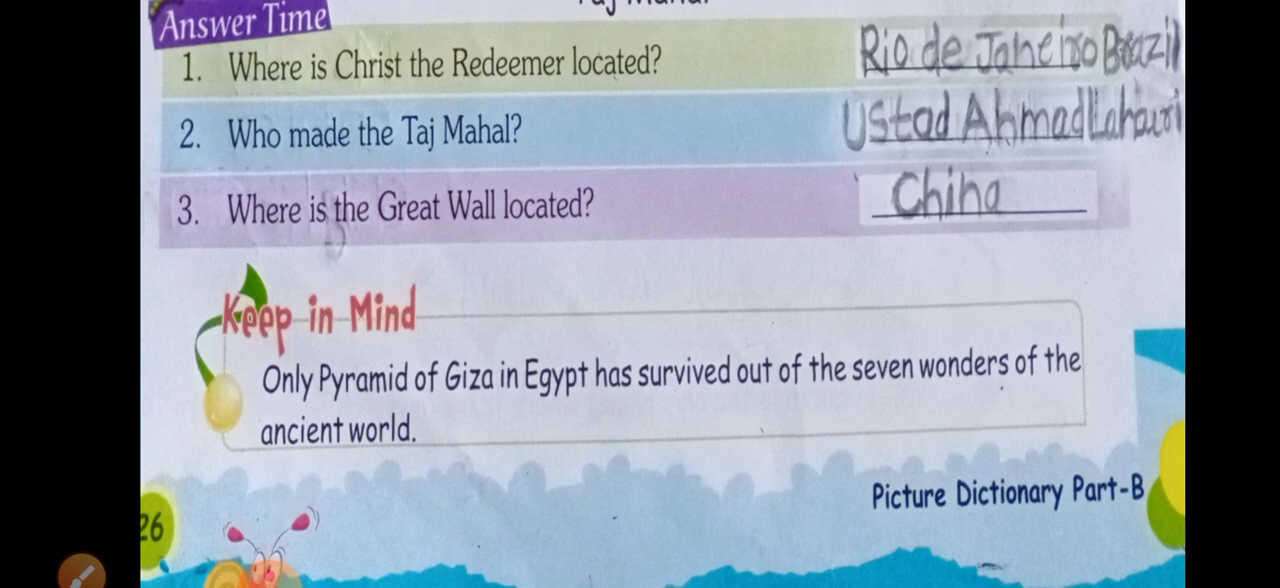 Answer Time
1. Where is Christ the Redeemer located? Rio de Janeiro Brazil
2. Who made the Taj Mahal? Ustad Ahmad Lahauri
3. Where is the Great Wall located? China
Keep in Mind
Only Pyramid of Giza in Egypt has survived out of the seven wonders of the
ancient world.
Picture Dictionary Part-B
26